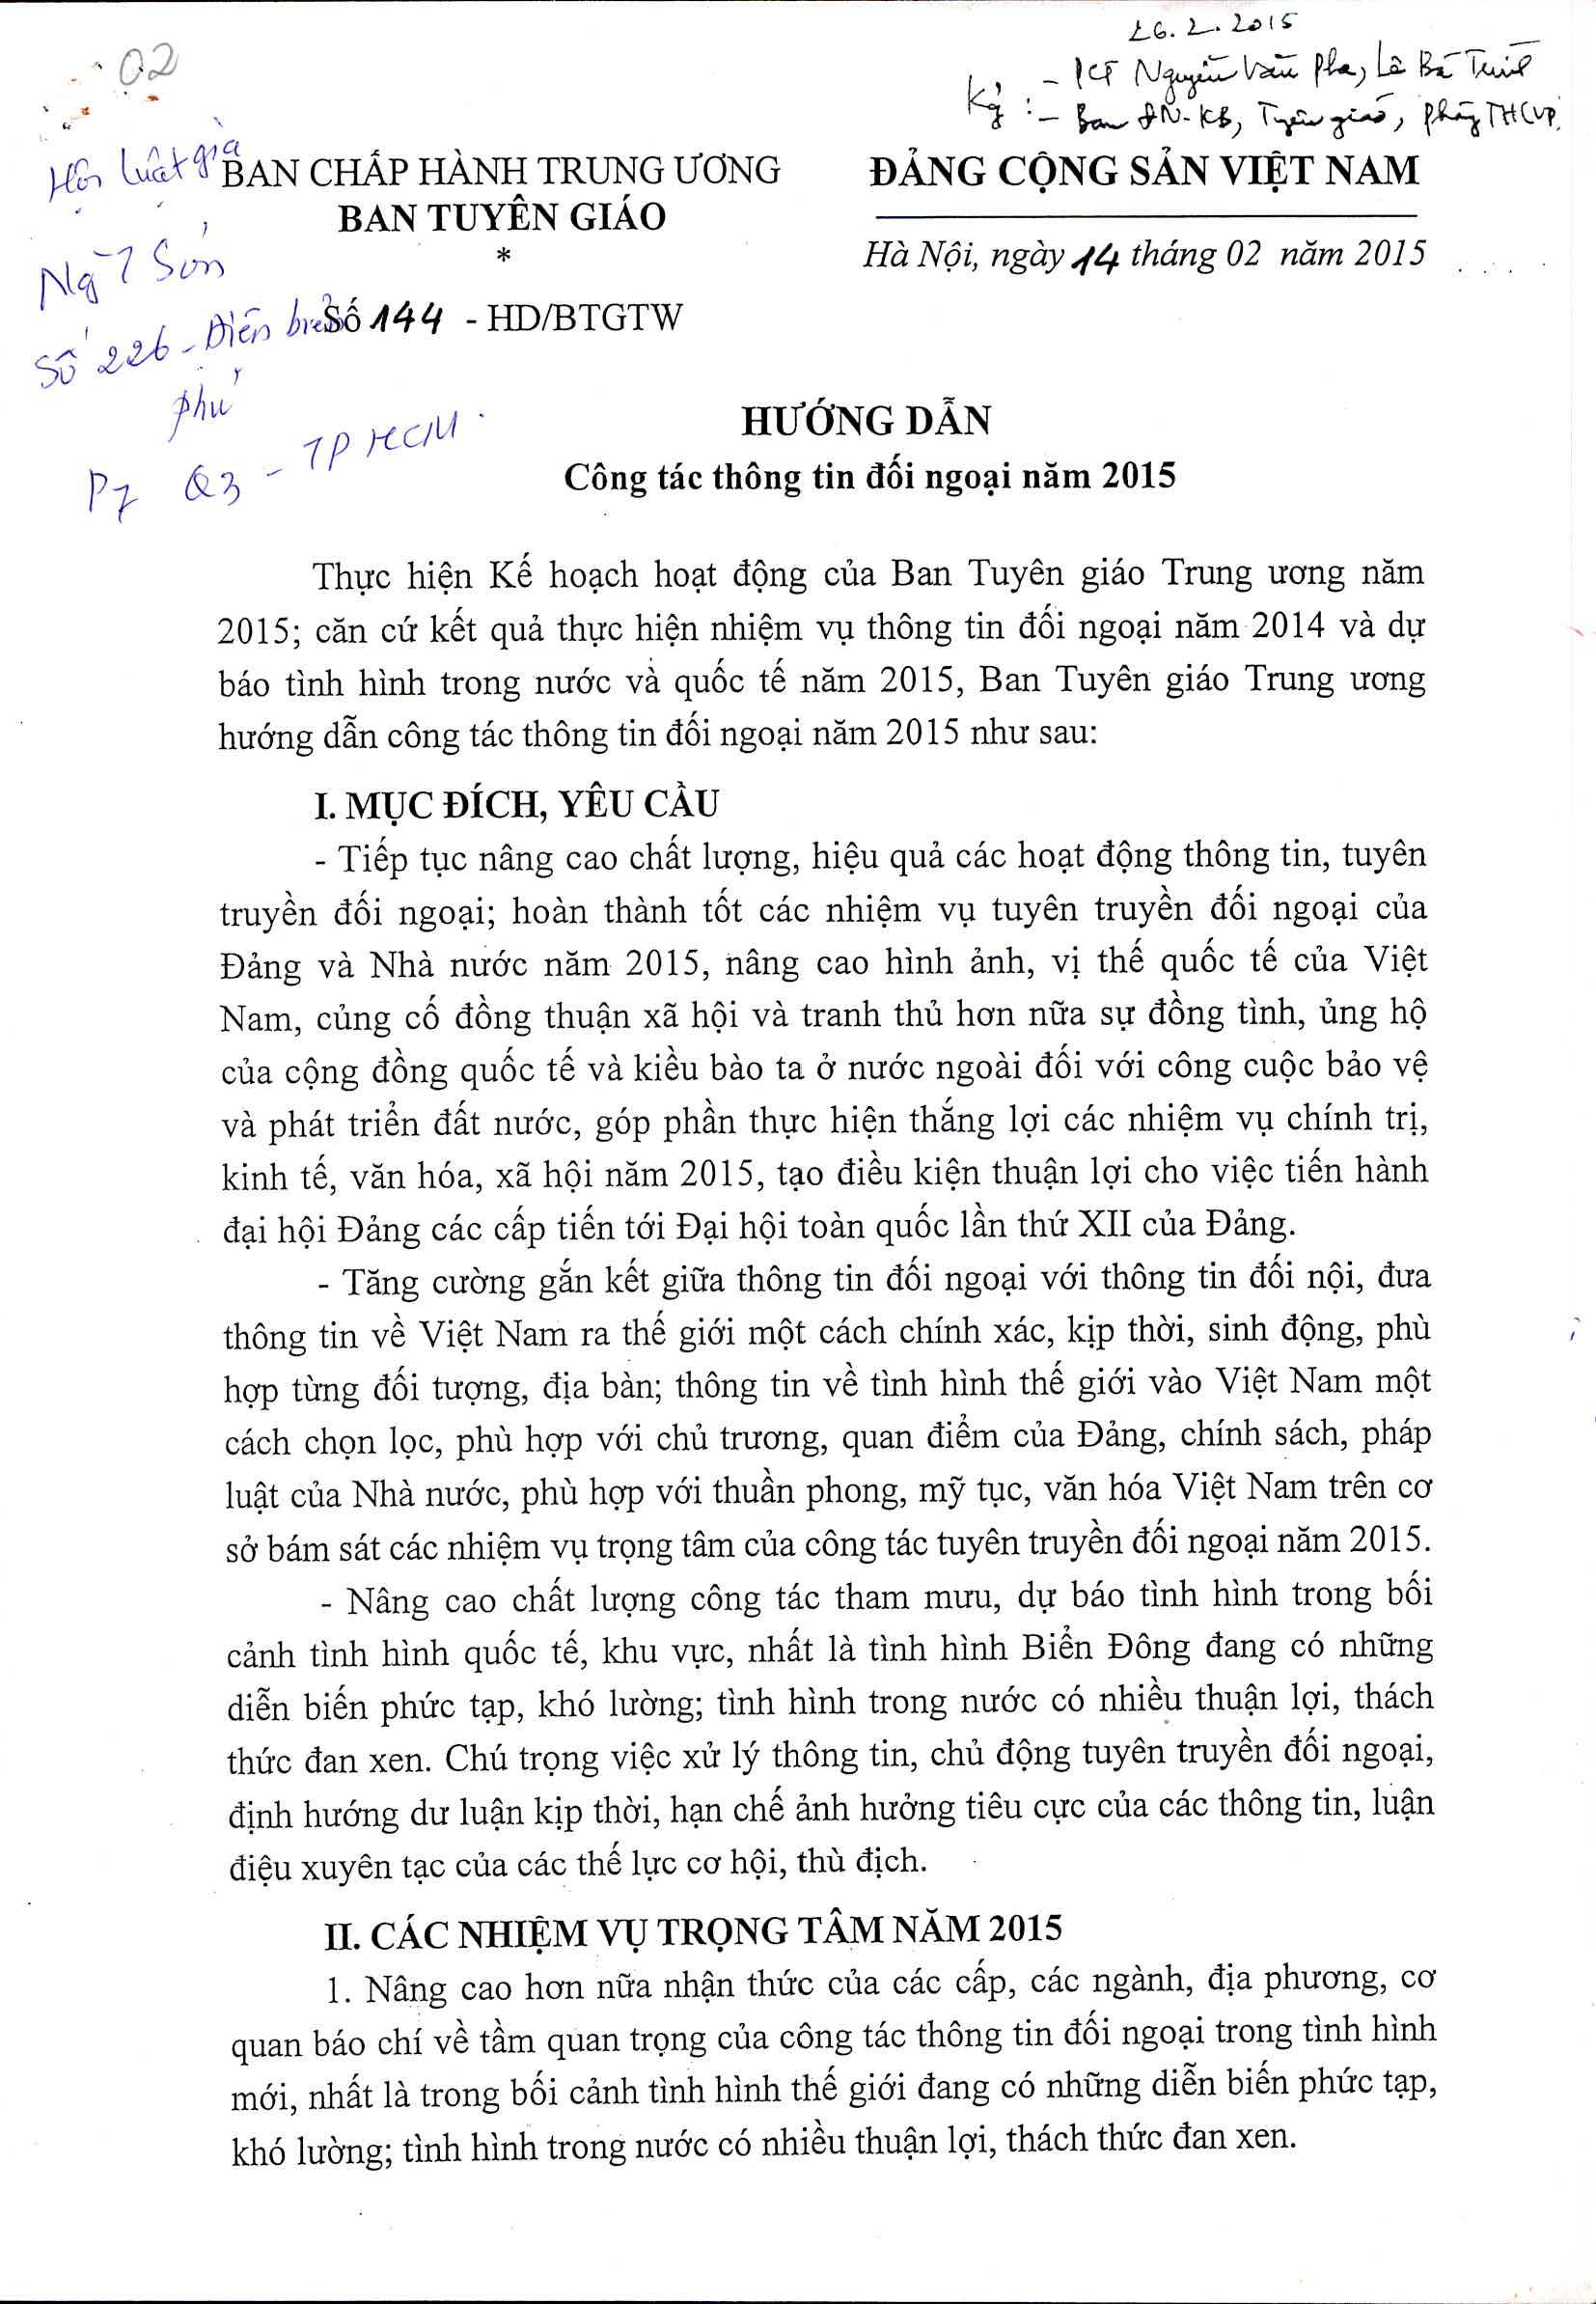 02
26.2.2015
Kg : - PCT Nguyễn Văn Pha, Lê Bá Trình
- Ban ĐN-KB, Tuyên giáo, phòng THCVP
Hội luật gia
BAN CHẤP HÀNH TRUNG ƯƠNG
BAN TUYÊN GIÁO
*
Số 144 - HD/BTGTW
ĐẢNG CỘNG SẢN VIỆT NAM
Hà Nội, ngày 14 tháng 02 năm 2015
Sơn
Số 226 - Điện biên
phủ
P7 Q3 - TP HCM.
HƯỚNG DẪN
Công tác thông tin đối ngoại năm 2015
Thực hiện Kế hoạch hoạt động của Ban Tuyên giáo Trung ương năm
2015; căn cứ kết quả thực hiện nhiệm vụ thông tin đối ngoại năm 2014 và dự
báo tình hình trong nước và quốc tế năm 2015, Ban Tuyên giáo Trung ương
hướng dẫn công tác thông tin đối ngoại năm 2015 như sau:
I. MỤC ĐÍCH, YÊU CẦU
- Tiếp tục nâng cao chất lượng, hiệu quả các hoạt động thông tin, tuyên
truyền đối ngoại; hoàn thành tốt các nhiệm vụ tuyên truyền đối ngoại của
Đảng và Nhà nước năm 2015, nâng cao hình ảnh, vị thế quốc tế của Việt
Nam, củng cố đồng thuận xã hội và tranh thủ hơn nữa sự đồng tình, ủng hộ
của cộng đồng quốc tế và kiều bào ta ở nước ngoài đối với công cuộc bảo vệ
và phát triển đất nước, góp phần thực hiện thắng lợi các nhiệm vụ chính trị,
kinh tế, văn hóa, xã hội năm 2015, tạo điều kiện thuận lợi cho việc tiến hành
đại hội Đảng các cấp tiến tới Đại hội toàn quốc lần thứ XII của Đảng.
- Tăng cường gắn kết giữa thông tin đối ngoại với thông tin đối nội, đưa
thông tin về Việt Nam ra thế giới một cách chính xác, kịp thời, sinh động, phù
hợp từng đối tượng, địa bàn; thông tin về tình hình thế giới vào Việt Nam một
cách chọn lọc, phù hợp với chủ trương, quan điểm của Đảng, chính sách, pháp
luật của Nhà nước, phù hợp với thuần phong, mỹ tục, văn hóa Việt Nam trên cơ
sở bám sát các nhiệm vụ trọng tâm của công tác tuyên truyền đối ngoại năm 2015.
- Nâng cao chất lượng công tác tham mưu, dự báo tình hình trong bối
cảnh tình hình quốc tế, khu vực, nhất là tình hình Biển Đông đang có những
diễn biến phức tạp, khó lường; tình hình trong nước có nhiều thuận lợi, thách
thức đan xen. Chú trọng việc xử lý thông tin, chủ động tuyên truyền đối ngoại,
định hướng dư luận kịp thời, hạn chế ảnh hưởng tiêu cực của các thông tin, luận
điệu xuyên tạc của các thế lực cơ hội, thù địch.
II. CÁC NHIỆM VỤ TRỌNG TÂM NĂM 2015
1. Nâng cao hơn nữa nhận thức của các cấp, các ngành, địa phương, cơ
quan báo chí về tầm quan trọng của công tác thông tin đối ngoại trong tình hình
mới, nhất là trong bối cảnh tình hình thế giới đang có những diễn biến phức tạp,
khó lường; tình hình trong nước có nhiều thuận lợi, thách thức đan xen.